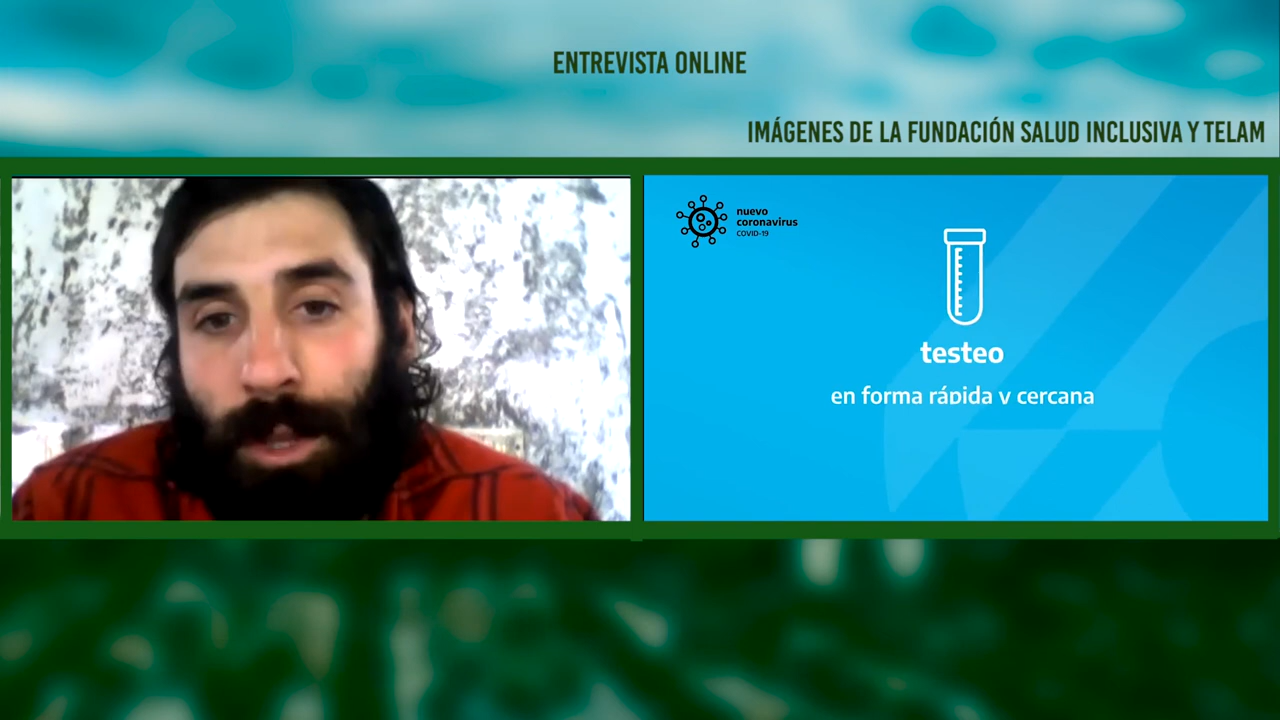 ENTREVISTA ONLINE
IMÁGENES DE LA FUNDACIÓN SALUD INCLUSIVA Y TELAM
nuevo
coronavirus
COVID-19
testeo
en forma rápida y cercana